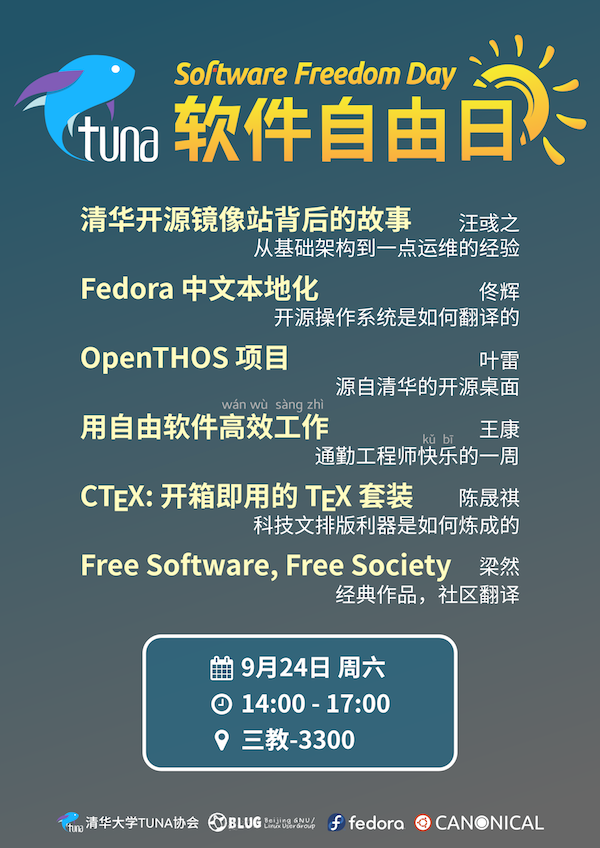 tuna
Software Freedom Day
软件自由日
清华开源镜像站背后的故事 汪彧之
从基础架构到一点运维的经验
Fedora 中文本地化 佟辉
开源操作系统是如何翻译的
OpenTHOS 项目 叶雷
源自清华的开源桌面
wán wù sàng zhì
用自由软件高效工作 王康
kǔ bī
通勤工程师快乐的一周
CTEX: 开箱即用的 TEX 套装 陈晟祺
科技文排版利器是如何炼成的
Free Software, Free Society 梁然
经典作品，社区翻译
9月24日 周六
14:00 - 17:00
三教-3300
tuna 清华大学TUNA协会 BLUG Beijing GNU/
Linux User Group fedora CANONICAL